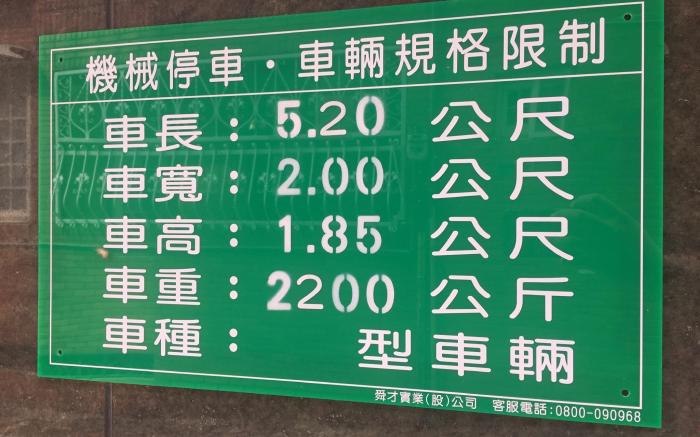 機械停車・車輛規格限制
車長：5.20 公尺
車寬：2.00 公尺
車高：1.85 公尺
車重：2200 公斤
車種： 型車輛
舜才實業(設)公司 客服電話:0800-090968